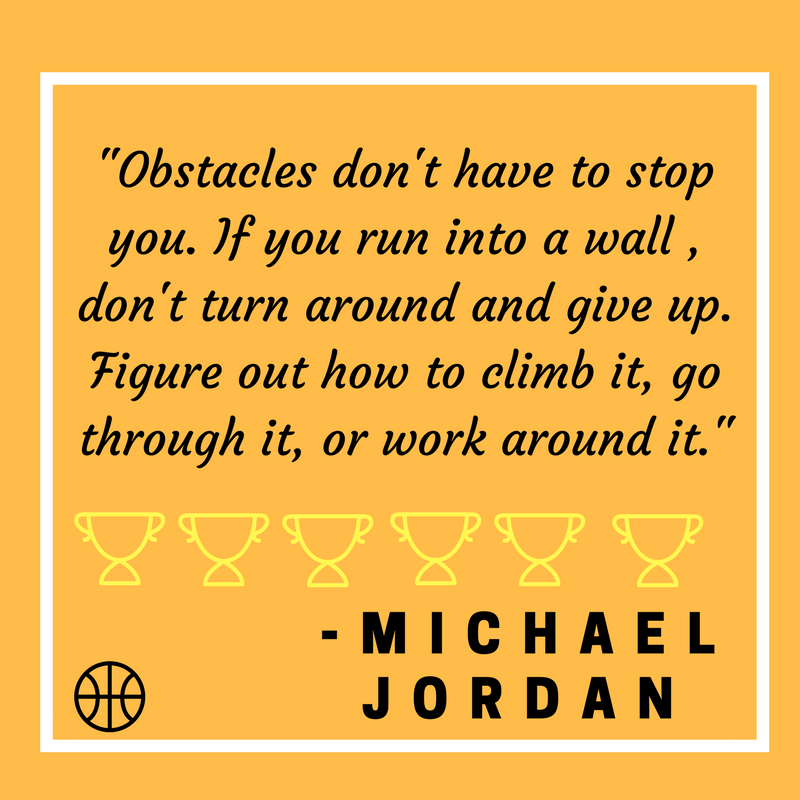 "Obstacles don't have to stop
you. If you run into a wall ,
don't turn around and give up.
Figure out how to climb it, go
through it, or work around it."
- MICHAEL
JORDAN